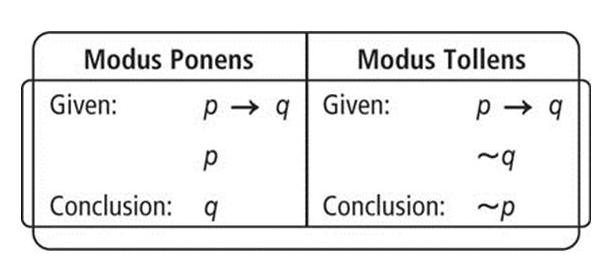 Modus Ponens Modus Tollens
Given: p → q Given: p → q
p ~q
Conclusion: q Conclusion: ~p